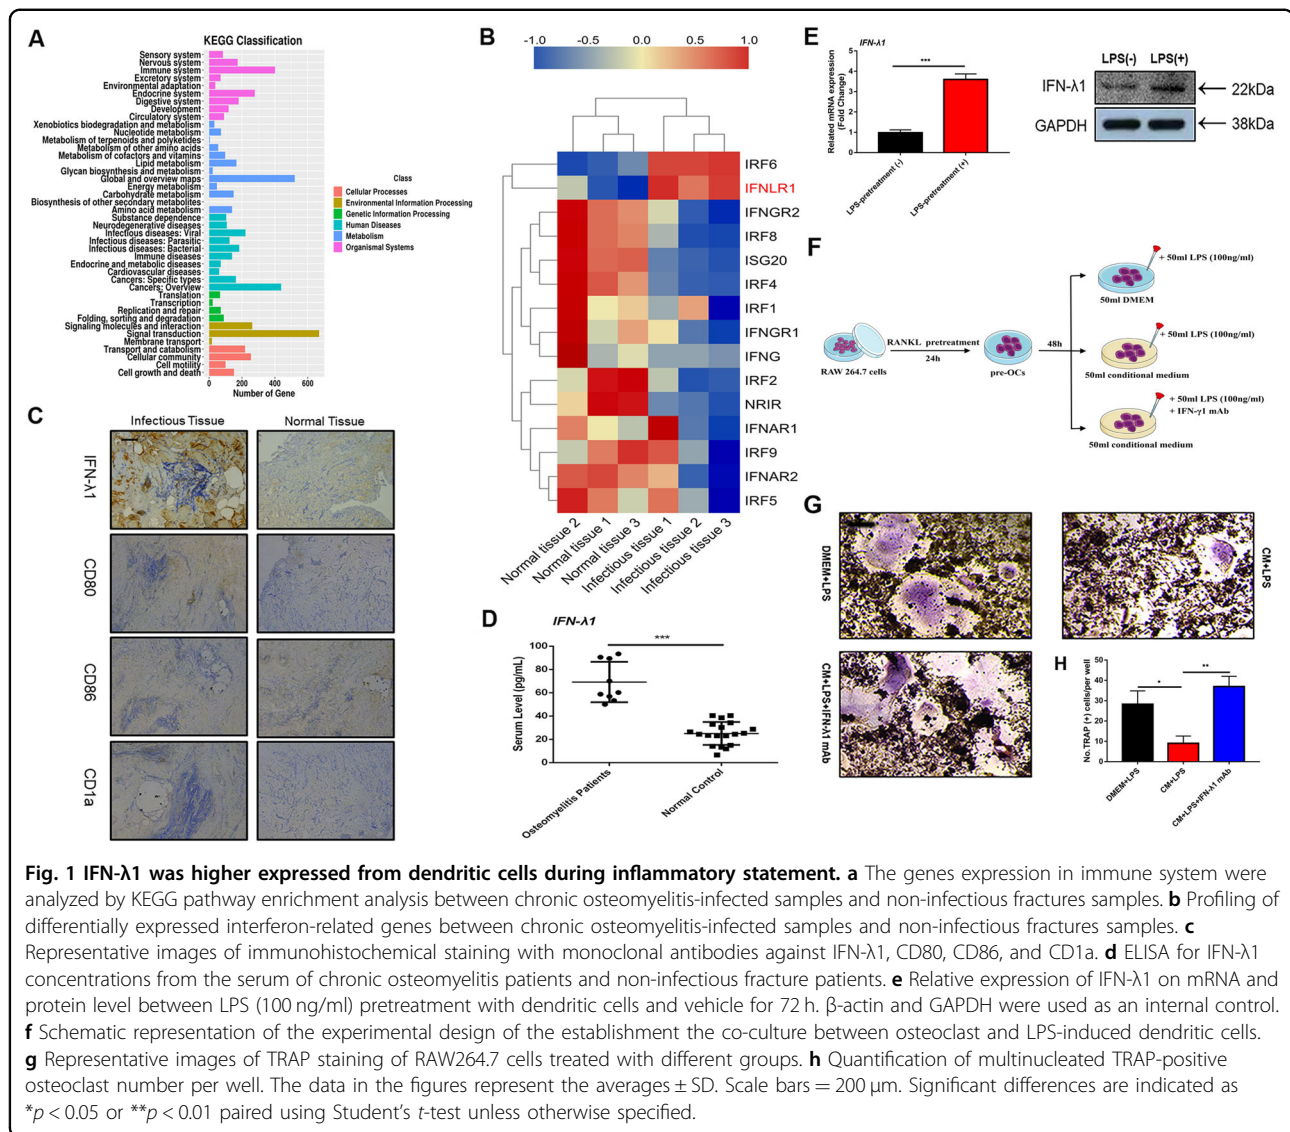 A
KEGG Classification
Sensory system
Nervous system
Immune system
Excretory system
Environmental adaptation
Endocrine system
Digestive system
Development
Circulatory system
Xenobiotics biodegradation and metabolism
Nucleotide metabolism
Metabolism of terpenoids and polyketides
Metabolism of other amino acids
Metabolism of cofactors and vitamins
Lipid metabolism
Glycan biosynthesis and metabolism
Global and overview maps
Energy metabolism
Carbohydrate metabolism
Biosynthesis of other secondary metabolites
Amino acid metabolism
Substance dependence
Neurodegenerative diseases
Infectious diseases: Viral
Infectious diseases: Parasitic
Infectious diseases: Bacterial
Immune diseases
Endocrine and metabolic diseases
Cardiovascular diseases
Cancers: Specific types
Cancers: Overview
Translation
Transcription
Replication and repair
Folding, sorting and degradation
Signaling molecules and interaction
Signal transduction
Membrane transport
Transport and catabolism
Cellular community
Cell motility
Cell growth and death
0 200 400 600
Number of Gene
Class
Cellular Processes
Environmental Information Processing
Genetic Information Processing
Human Diseases
Metabolism
Organismal Systems
B
-1.0 -0.5 0.0 0.5 1.0
IRF6
IFNLR1
IFNGR2
IRF8
ISG20
IRF4
IRF1
IFNGR1
IFNG
IRF2
NRIR
IFNAR1
IRF9
IFNAR2
IRF5
Normal tissue 2
Normal tissue 1
Normal tissue 3
Infectious tissue 1
Infectious tissue 2
Infectious tissue 3
C
Infectious Tissue Normal Tissue
IFN-λ1
CD80
CD86
CD1a
D
IFN-λ1
***
Serum Level (pg/mL)
100
80
60
40
20
0
Osteomyelitis Patients
Normal Control
E
IFN-λ1
***
Related mRNA expression
(Fold Change)
5
4
3
2
1
0
LPS-pretreatment (-)
LPS-pretreatment (+)
LPS(-) LPS(+)
IFN-λ1 22kDa
GAPDH 38kDa
F
RAW 264.7 cells
RANKL pretreatment
24h
pre-OCs
48h
+ 50ml LPS (100ng/ml)
50ml DMEM
+ 50ml LPS (100ng/ml)
50ml conditional medium
+ 50ml LPS (100ng/ml)
+ IFN-γ1 mAb
50ml conditional medium
G
DMEM+LPS
CM+LPS
CM+LPS+IFN-λ1 mAb
H
No.TRAP (+) cells/per well
50
40
30
20
10
0
*
**
DMEM+LPS
CM+LPS
CM+LPS+IFN-λ1 mAb
Fig. 1 IFN-λ1 was higher expressed from dendritic cells during inflammatory statement. a The genes expression in immune system were
analyzed by KEGG pathway enrichment analysis between chronic osteomyelitis-infected samples and non-infectious fractures samples. b Profiling of
differentially expressed interferon-related genes between chronic osteomyelitis-infected samples and non-infectious fractures samples. c
Representative images of immunohistochemical staining with monoclonal antibodies against IFN-λ1, CD80, CD86, and CD1a. d ELISA for IFN-λ1
concentrations from the serum of chronic osteomyelitis patients and non-infectious fracture patients. e Relative expression of IFN-λ1 on mRNA and
protein level between LPS (100 ng/ml) pretreatment with dendritic cells and vehicle for 72 h. β-actin and GAPDH were used as an internal control.
f Schematic representation of the experimental design of the establishment the co-culture between osteoclast and LPS-induced dendritic cells.
g Representative images of TRAP staining of RAW264.7 cells treated with different groups. h Quantification of multinucleated TRAP-positive
osteoclast number per well. The data in the figures represent the averages ± SD. Scale bars = 200 μm. Significant differences are indicated as
*p < 0.05 or **p < 0.01 paired using Student's t-test unless otherwise specified.